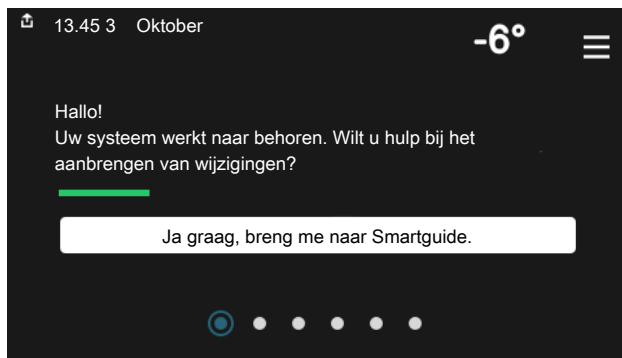 13.45 3 Oktober
-6°
Hallo!
Uw systeem werkt naar behoren. Wilt u hulp bij het
aanbrengen van wijzigingen?
Ja graag, breng me naar Smartguide.